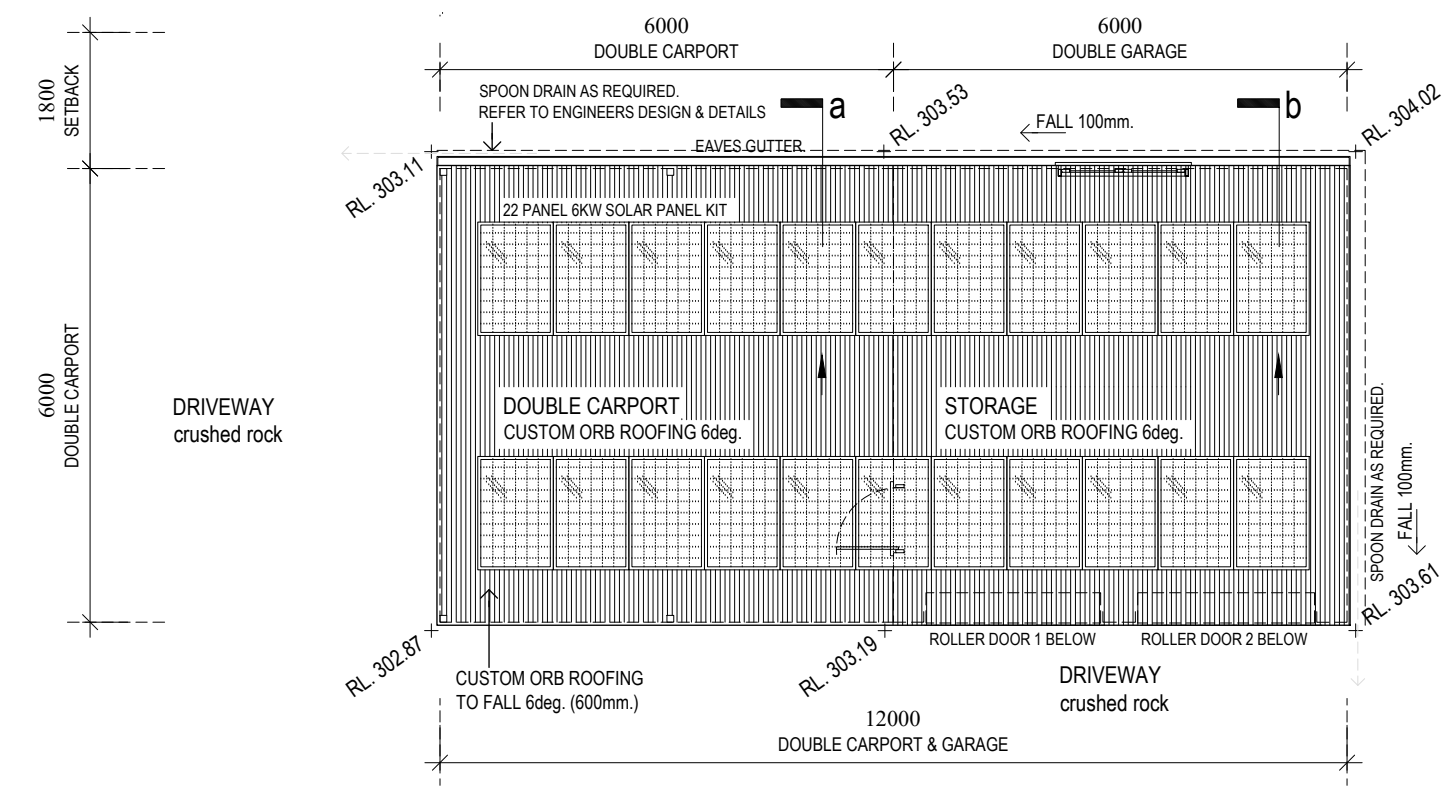 6000
DOUBLE CARPORT
6000
DOUBLE GARAGE
1800
SETBACK
SPOON DRAIN AS REQUIRED.
REFER TO ENGINEERS DESIGN & DETAILS
a
b
RL. 303.53
FALL 100mm.
RL. 304.02
EAVES GUTTER
RL. 303.11
22 PANEL 6KW SOLAR PANEL KIT
6000
DOUBLE CARPORT
DRIVEWAY
crushed rock
DOUBLE CARPORT
CUSTOM ORB ROOFING 6deg.
STORAGE
CUSTOM ORB ROOFING 6deg.
SPOON DRAIN AS REQUIRED.
FALL 100mm.
RL. 303.61
RL. 302.87
RL. 303.19
ROLLER DOOR 1 BELOW
ROLLER DOOR 2 BELOW
CUSTOM ORB ROOFING
TO FALL 6deg. (600mm.)
DRIVEWAY
crushed rock
12000
DOUBLE CARPORT & GARAGE